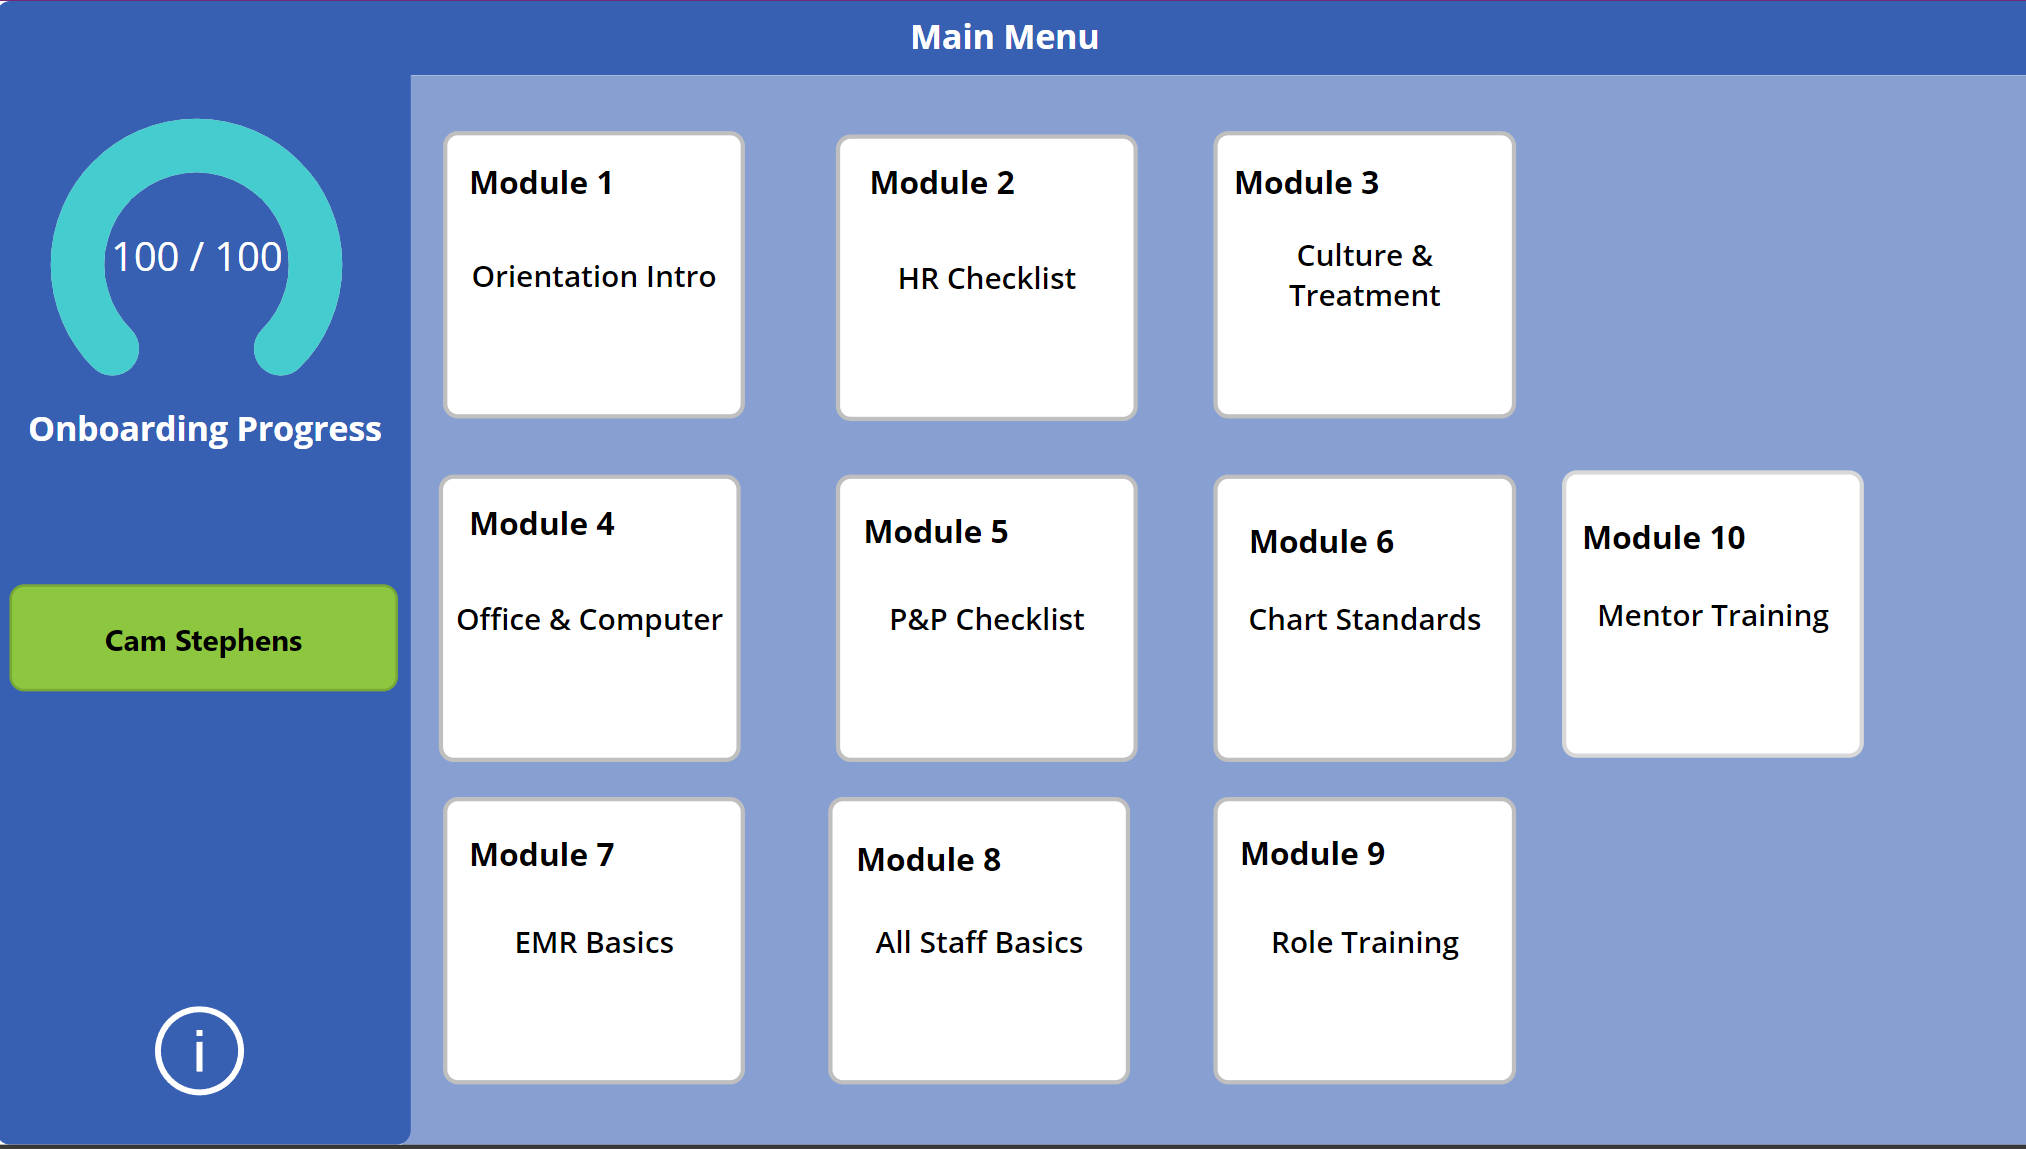 Main Menu
100 / 100
Onboarding Progress
Cam Stephens
i
Module 1
Orientation Intro
Module 2
HR Checklist
Module 3
Culture &
Treatment
Module 4
Office & Computer
Module 5
P&P Checklist
Module 6
Chart Standards
Module 10
Mentor Training
Module 7
EMR Basics
Module 8
All Staff Basics
Module 9
Role Training